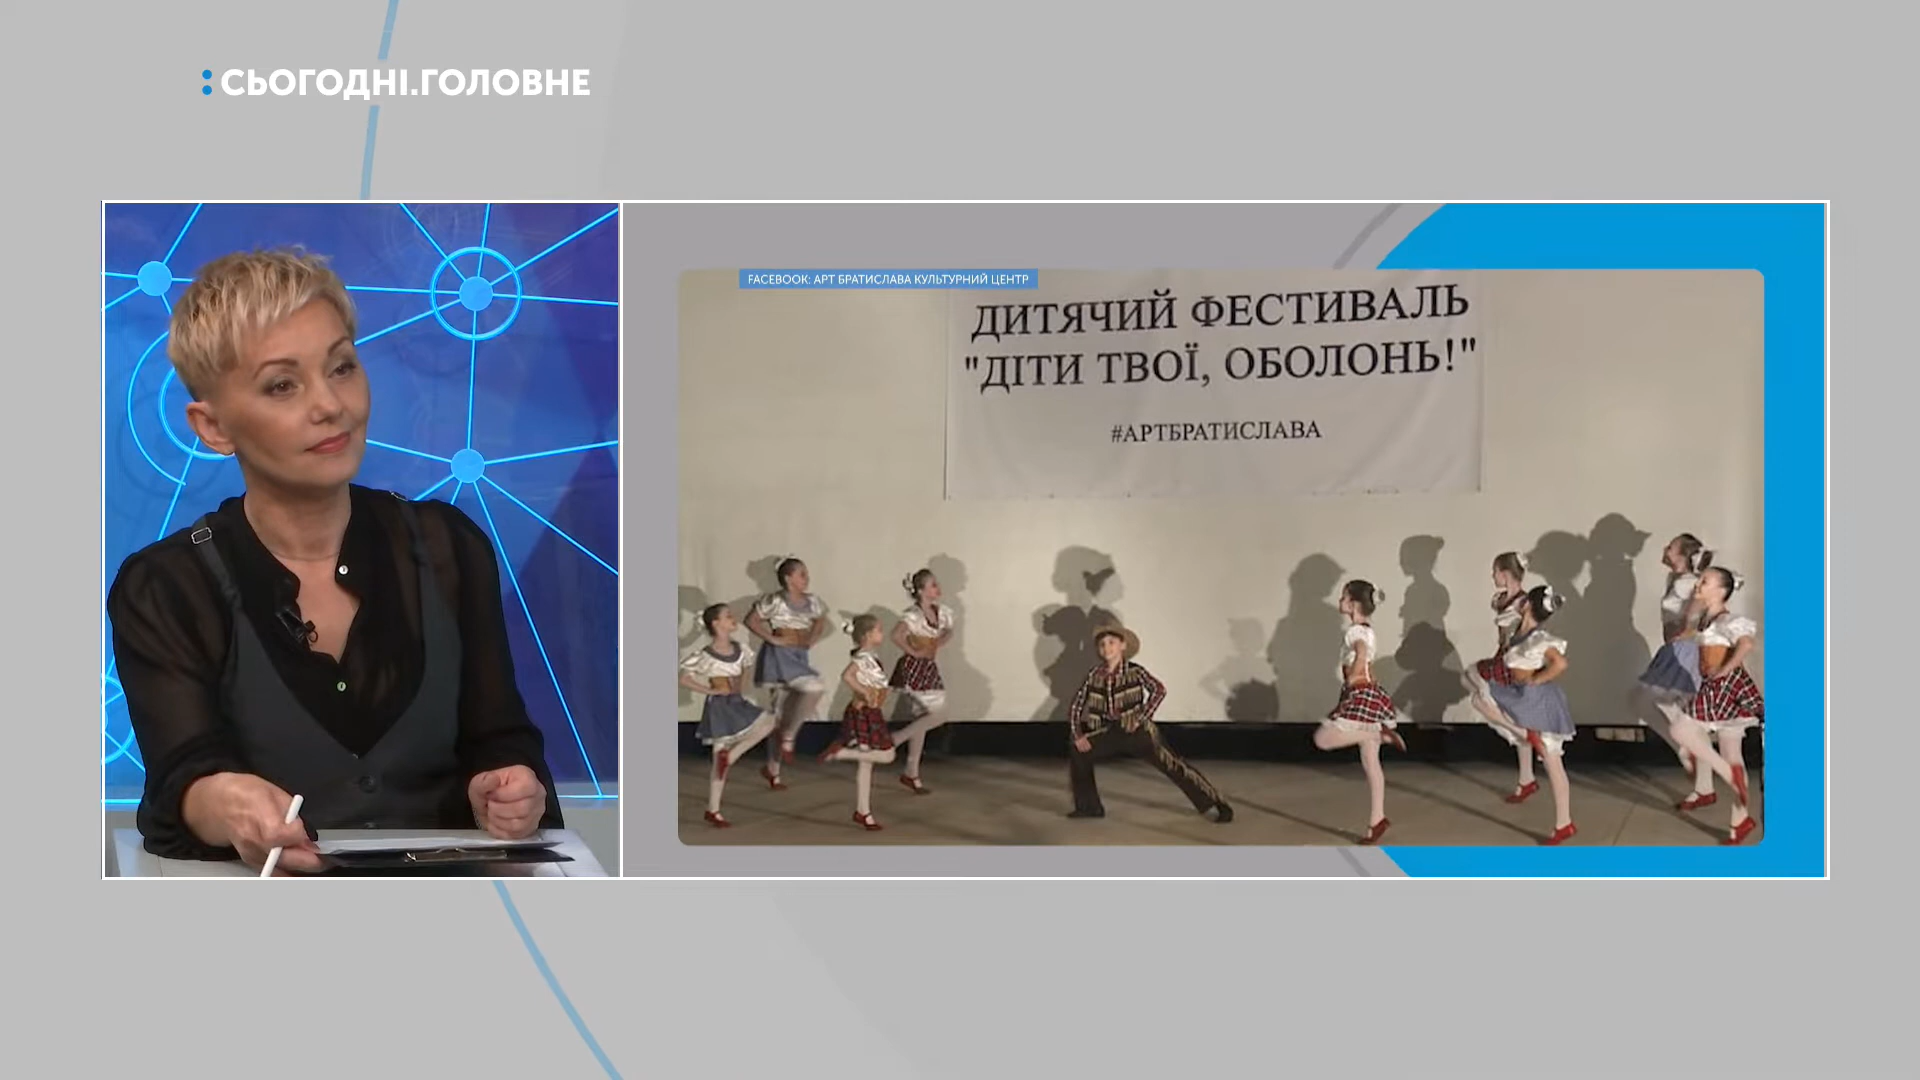 :СЬОГОДНІ.ГОЛОВНЕ
FACEBOOK: АРТ БРАТИСЛАВА КУЛЬТУРНИЙ ЦЕНТР
ДИТЯЧИЙ ФЕСТИВАЛЬ
"ДІТИ ТВОЇ, ОБОЛОНЬ!"
#АРТБРАТИСЛАВА